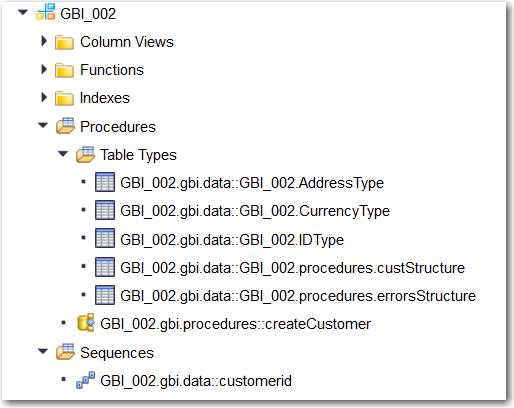 GBI_002
Column Views
Functions
Indexes
Procedures
Table Types
GBI_002.gbi.data::GBI_002.AddressType
GBI_002.gbi.data::GBI_002.CurrencyType
GBI_002.gbi.data::GBI_002.IDType
GBI_002.gbi.data::GBI_002.procedures.custStructure
GBI_002.gbi.data::GBI_002.procedures.errorsStructure
GBI_002.gbi.procedures::createCustomer
Sequences
GBI_002.gbi.data::customerid